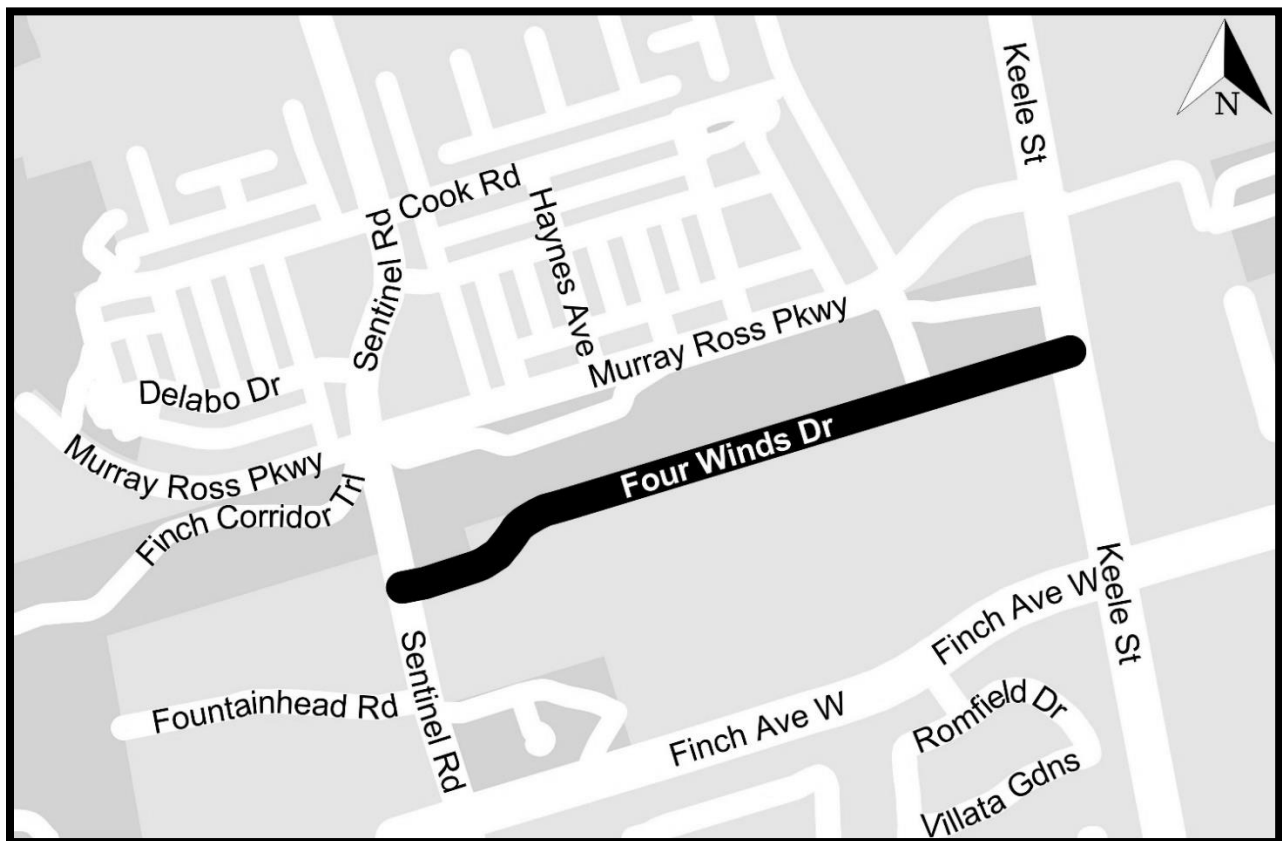 Keele St
N
Cook Rd
Sentinel Rd
Haynes Ave
Murray Ross Pkwy
Delabo Dr
Murray Ross Pkwy
Finch Corridor Trl
Four Winds Dr
Keele St
Finch Ave W
Sentinel Rd
Fountainhead Rd
Finch Ave W
Romfield Dr
Villata Gdns